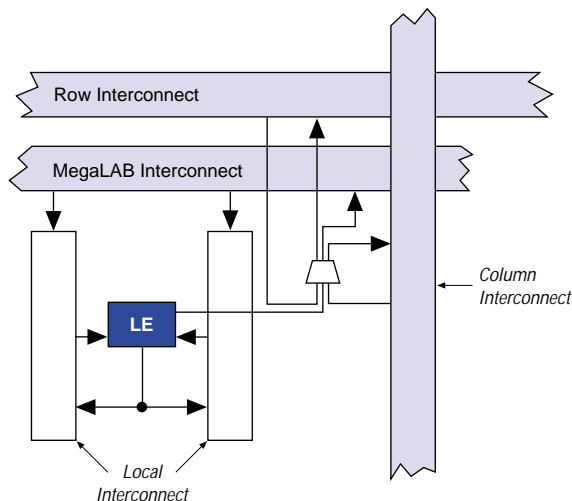 Row Interconnect
MegaLAB Interconnect
Column
Interconnect
LE
Local
Interconnect